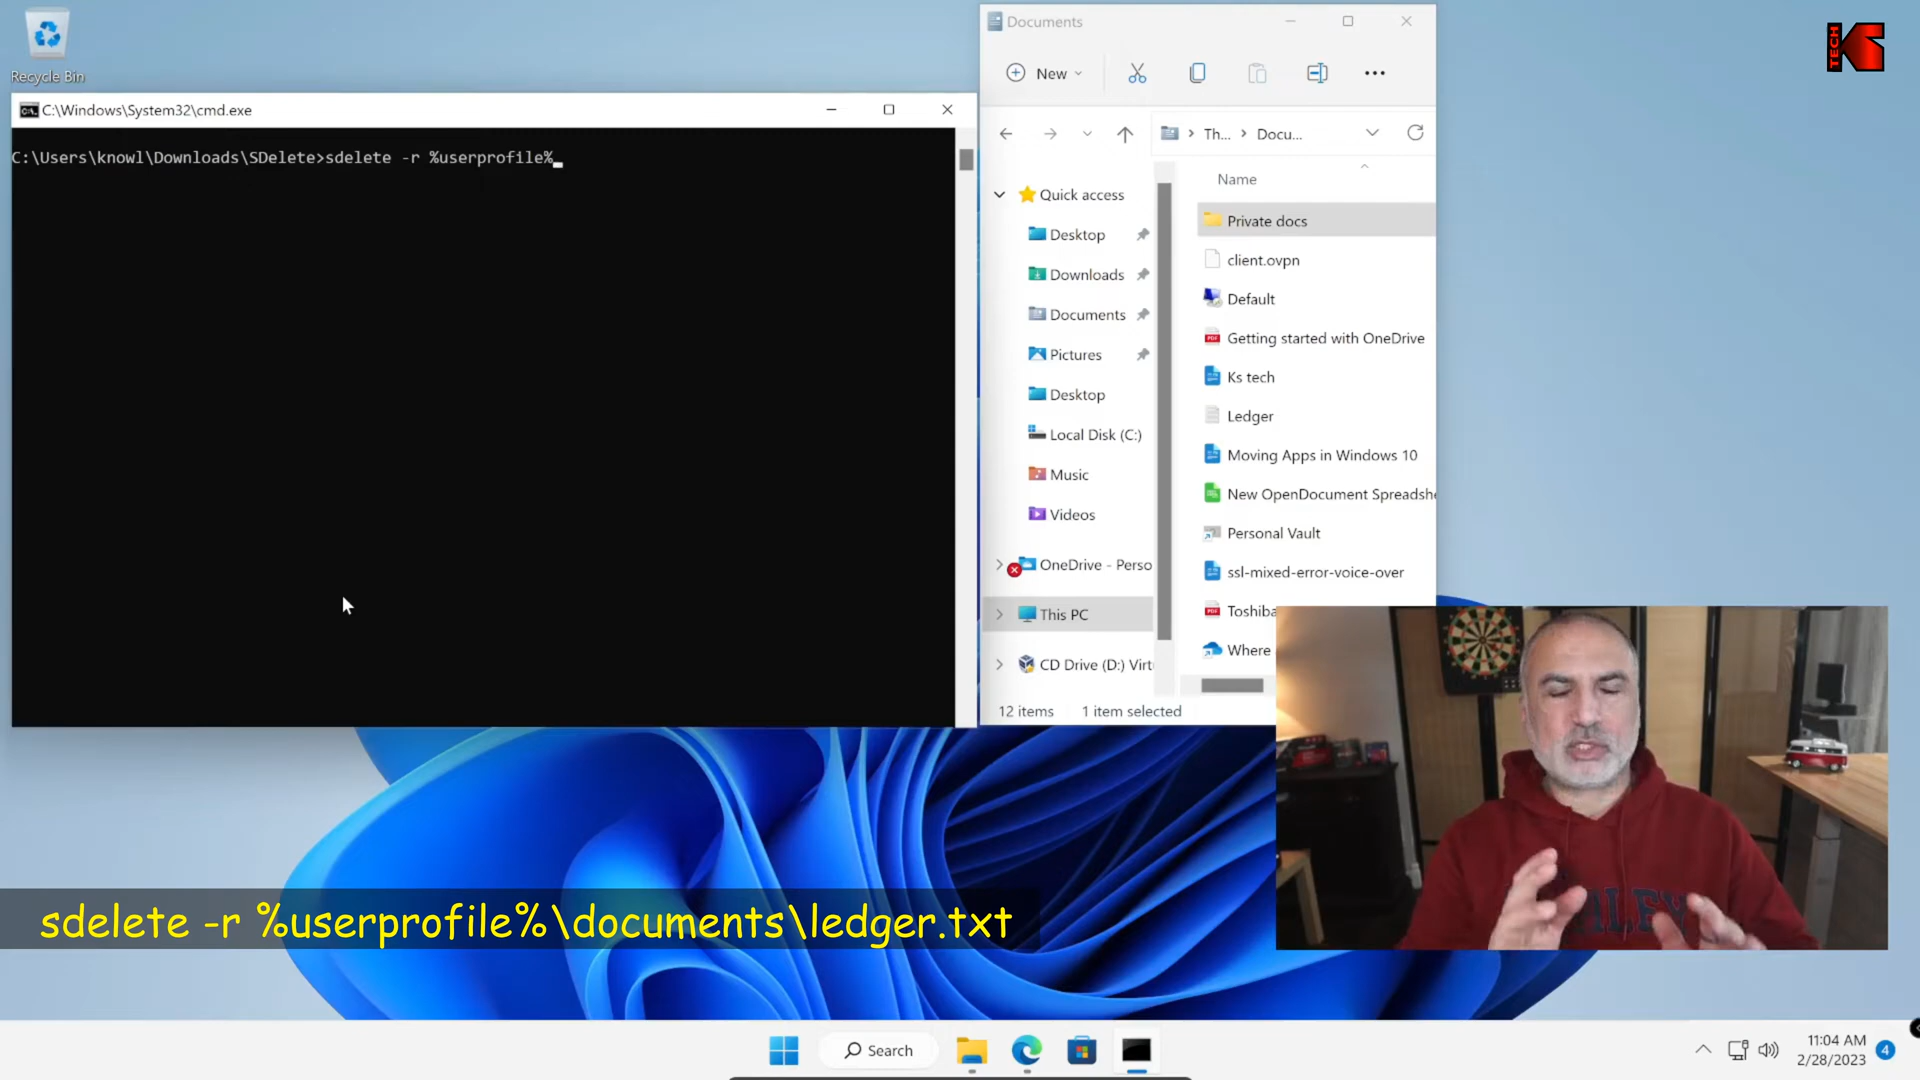 Recycle Bin
Documents
TECH KS
New
C:\Windows\System32\cmd.exe
C:\Users\knowl\Downloads\SDelete>sdelete -r %userprofile%_
Th... > Docu...
Name
Quick access
Desktop
Downloads
Documents
Pictures
Desktop
Local Disk (C:)
Music
Videos
OneDrive - Perso
This PC
CD Drive (D:) Virt
Private docs
client.ovpn
Default
Getting started with OneDrive
Ks tech
Ledger
Moving Apps in Windows 10
New OpenDocument Spreadshe
Personal Vault
ssl-mixed-error-voice-over
Toshiba
Where
12 items 1 item selected
sdelete -r %userprofile%\documents\ledger.txt
Search
11:04 AM
2/28/2023
4